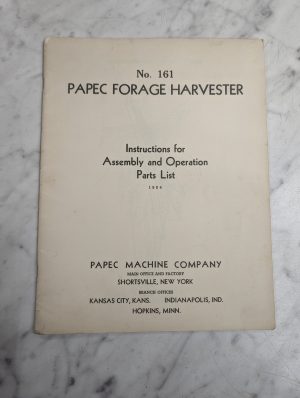 No. 161
PAPEC FORAGE HARVESTER
Instructions for
Assembly and Operation
Parts List
PAPEC MACHINE COMPANY
MAIN OFFICE AND FACTORY
SHORTSVILLE, NEW YORK
BRANCH OFFICES
KANSAS CITY, KANS. INDIANAPOLIS, IND.
HOPKINS, MINN.